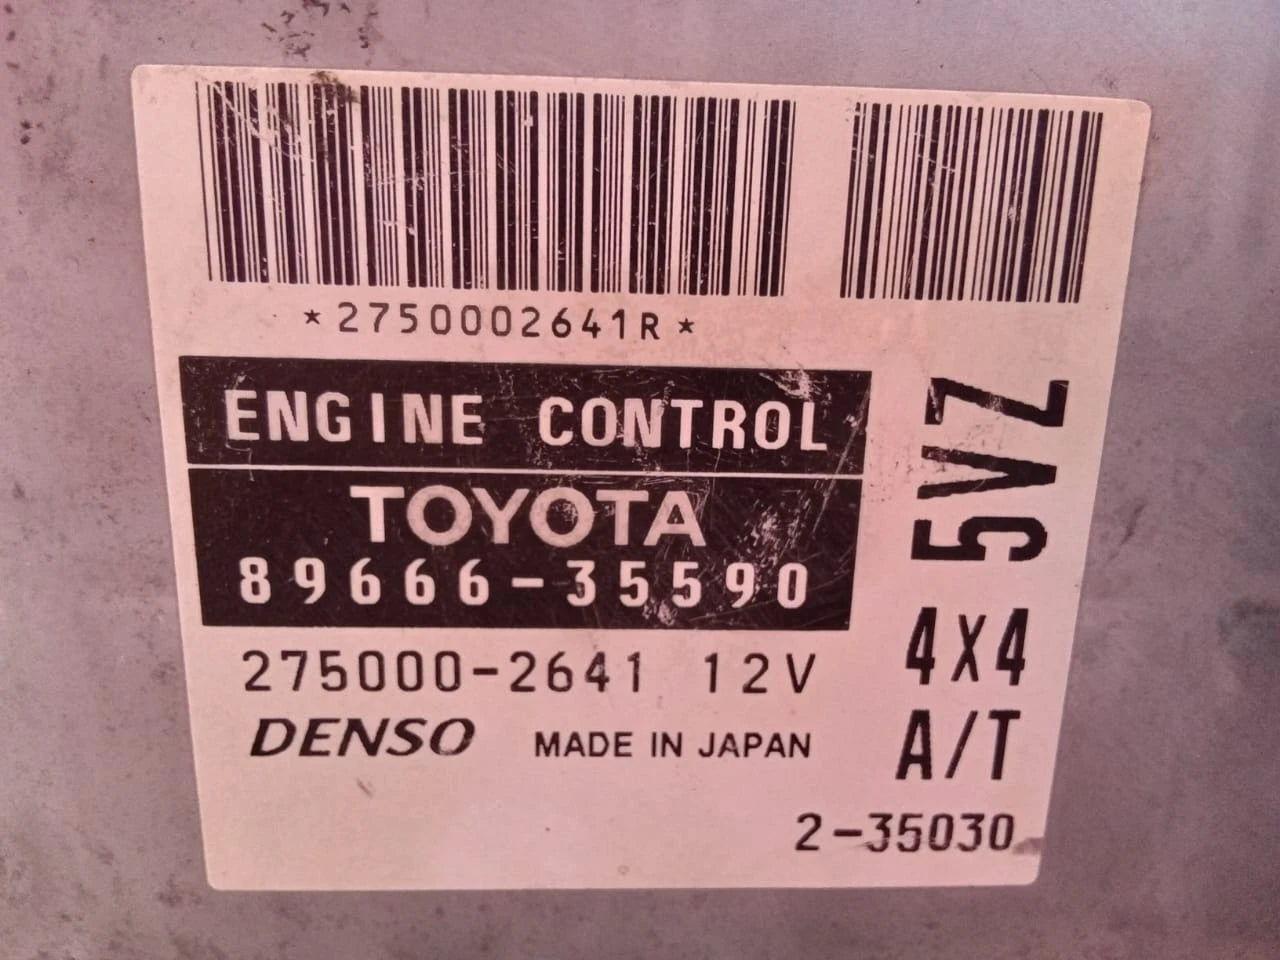 *2750002641R*
ENGINE CONTROL
TOYOTA
89666-35590
275000-2641 12V
DENSO MADE IN JAPAN
5VZ
4X4
A/T
2-35030